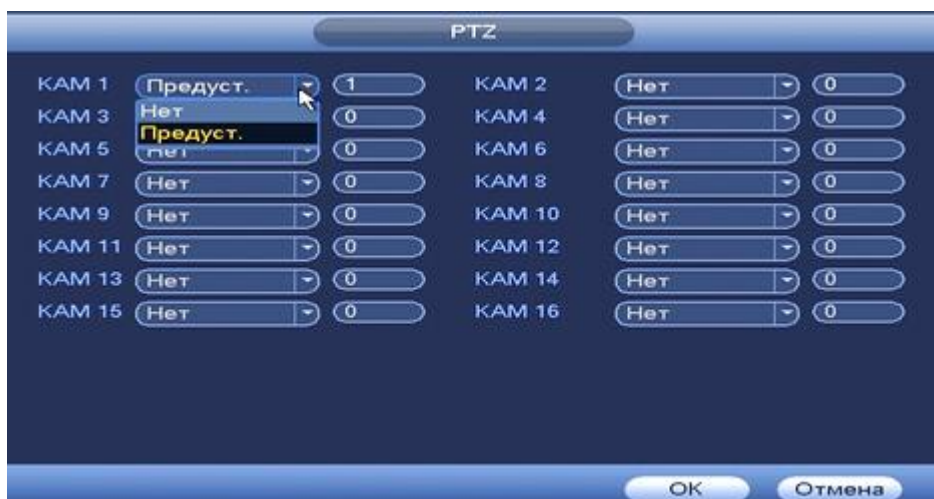 PTZ
КАМ 1 Предуст. 1 КАМ 2 Нет 0
Нет
Предуст.
КАМ 3 0 КАМ 4 Нет 0
КАМ 5 Нет 0 КАМ 6 Нет 0
КАМ 7 Нет 0 КАМ 8 Нет 0
КАМ 9 Нет 0 КАМ 10 Нет 0
КАМ 11 Нет 0 КАМ 12 Нет 0
КАМ 13 Нет 0 КАМ 14 Нет 0
КАМ 15 Нет 0 КАМ 16 Нет 0
ОК Отмена